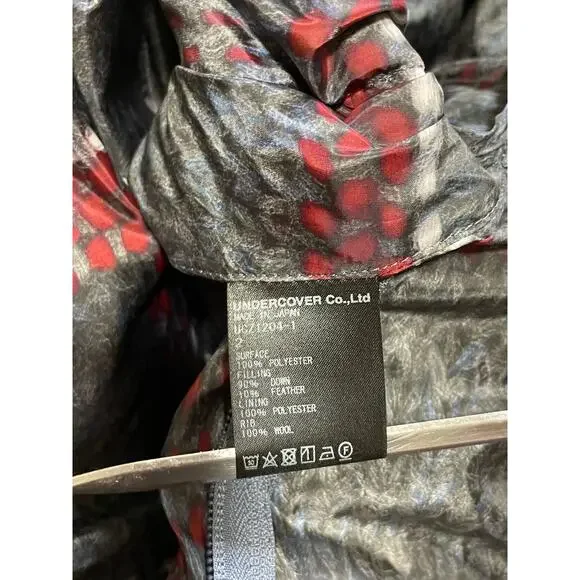 UNDERCOVER Co.,Ltd
MADE IN JAPAN
UCZ1204-1
2
SURFACE
100% POLYESTER
FILLING
90% DOWN
10% FEATHER
LINING
100% POLYESTER
RIB
100% WOOL